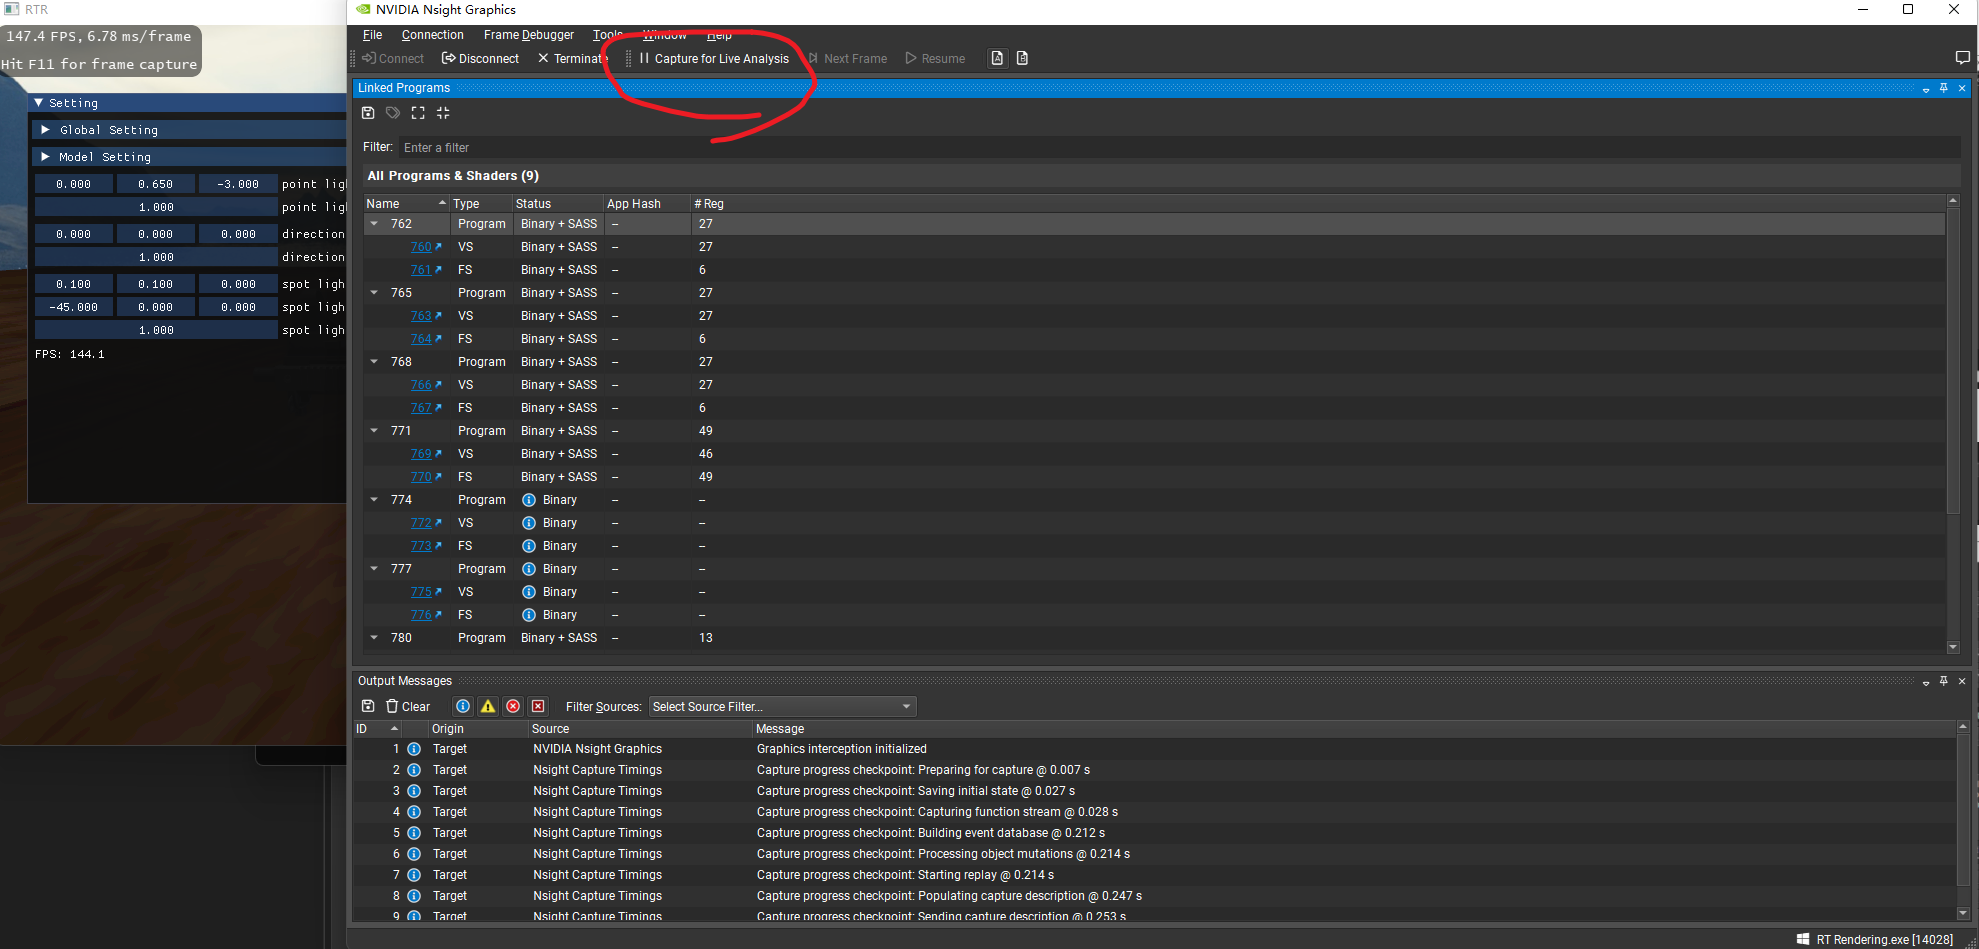 RTR
147.4 FPS, 6.78 ms/frame
Hit F11 for frame capture
Setting
Global Setting
Model Setting
0.000 0.650 -3.000 point lig
1.000 point lig
0.000 0.000 0.000 direction
1.000 direction
0.100 0.100 0.000 spot ligh
-45.000 0.000 0.000 spot ligh
1.000 spot ligh
FPS: 144.1
NVIDIA Nsight Graphics
File Connection Frame Debugger Tools Window Help
Connect Disconnect Terminate Capture for Live Analysis Next Frame Resume
Linked Programs
Filter: Enter a filter
All Programs & Shaders (9)
Name Type Status App Hash # Reg
762 Program Binary + SASS -- 27
760 VS Binary + SASS -- 27
761 FS Binary + SASS -- 6
765 Program Binary + SASS -- 27
763 VS Binary + SASS -- 27
764 FS Binary + SASS -- 6
768 Program Binary + SASS -- 27
766 VS Binary + SASS -- 27
767 FS Binary + SASS -- 6
771 Program Binary + SASS -- 49
769 VS Binary + SASS -- 46
770 FS Binary + SASS -- 49
774 Program Binary -- --
772 VS Binary -- --
773 FS Binary -- --
777 Program Binary -- --
775 VS Binary -- --
776 FS Binary -- --
780 Program Binary + SASS -- 13
Output Messages
Clear Filter Sources: Select Source Filter...
ID Origin Source Message
1 Target NVIDIA Nsight Graphics Graphics interception initialized
2 Target Nsight Capture Timings Capture progress checkpoint: Preparing for capture @ 0.007 s
3 Target Nsight Capture Timings Capture progress checkpoint: Saving initial state @ 0.027 s
4 Target Nsight Capture Timings Capture progress checkpoint: Capturing function stream @ 0.028 s
5 Target Nsight Capture Timings Capture progress checkpoint: Building event database @ 0.212 s
6 Target Nsight Capture Timings Capture progress checkpoint: Processing object mutations @ 0.214 s
7 Target Nsight Capture Timings Capture progress checkpoint: Starting replay @ 0.214 s
8 Target Nsight Capture Timings Capture progress checkpoint: Populating capture description @ 0.247 s
9 Target Nsight Capture Timings Capture progress checkpoint: Sending capture description @ 0.253 s
RT Rendering.exe [14028]